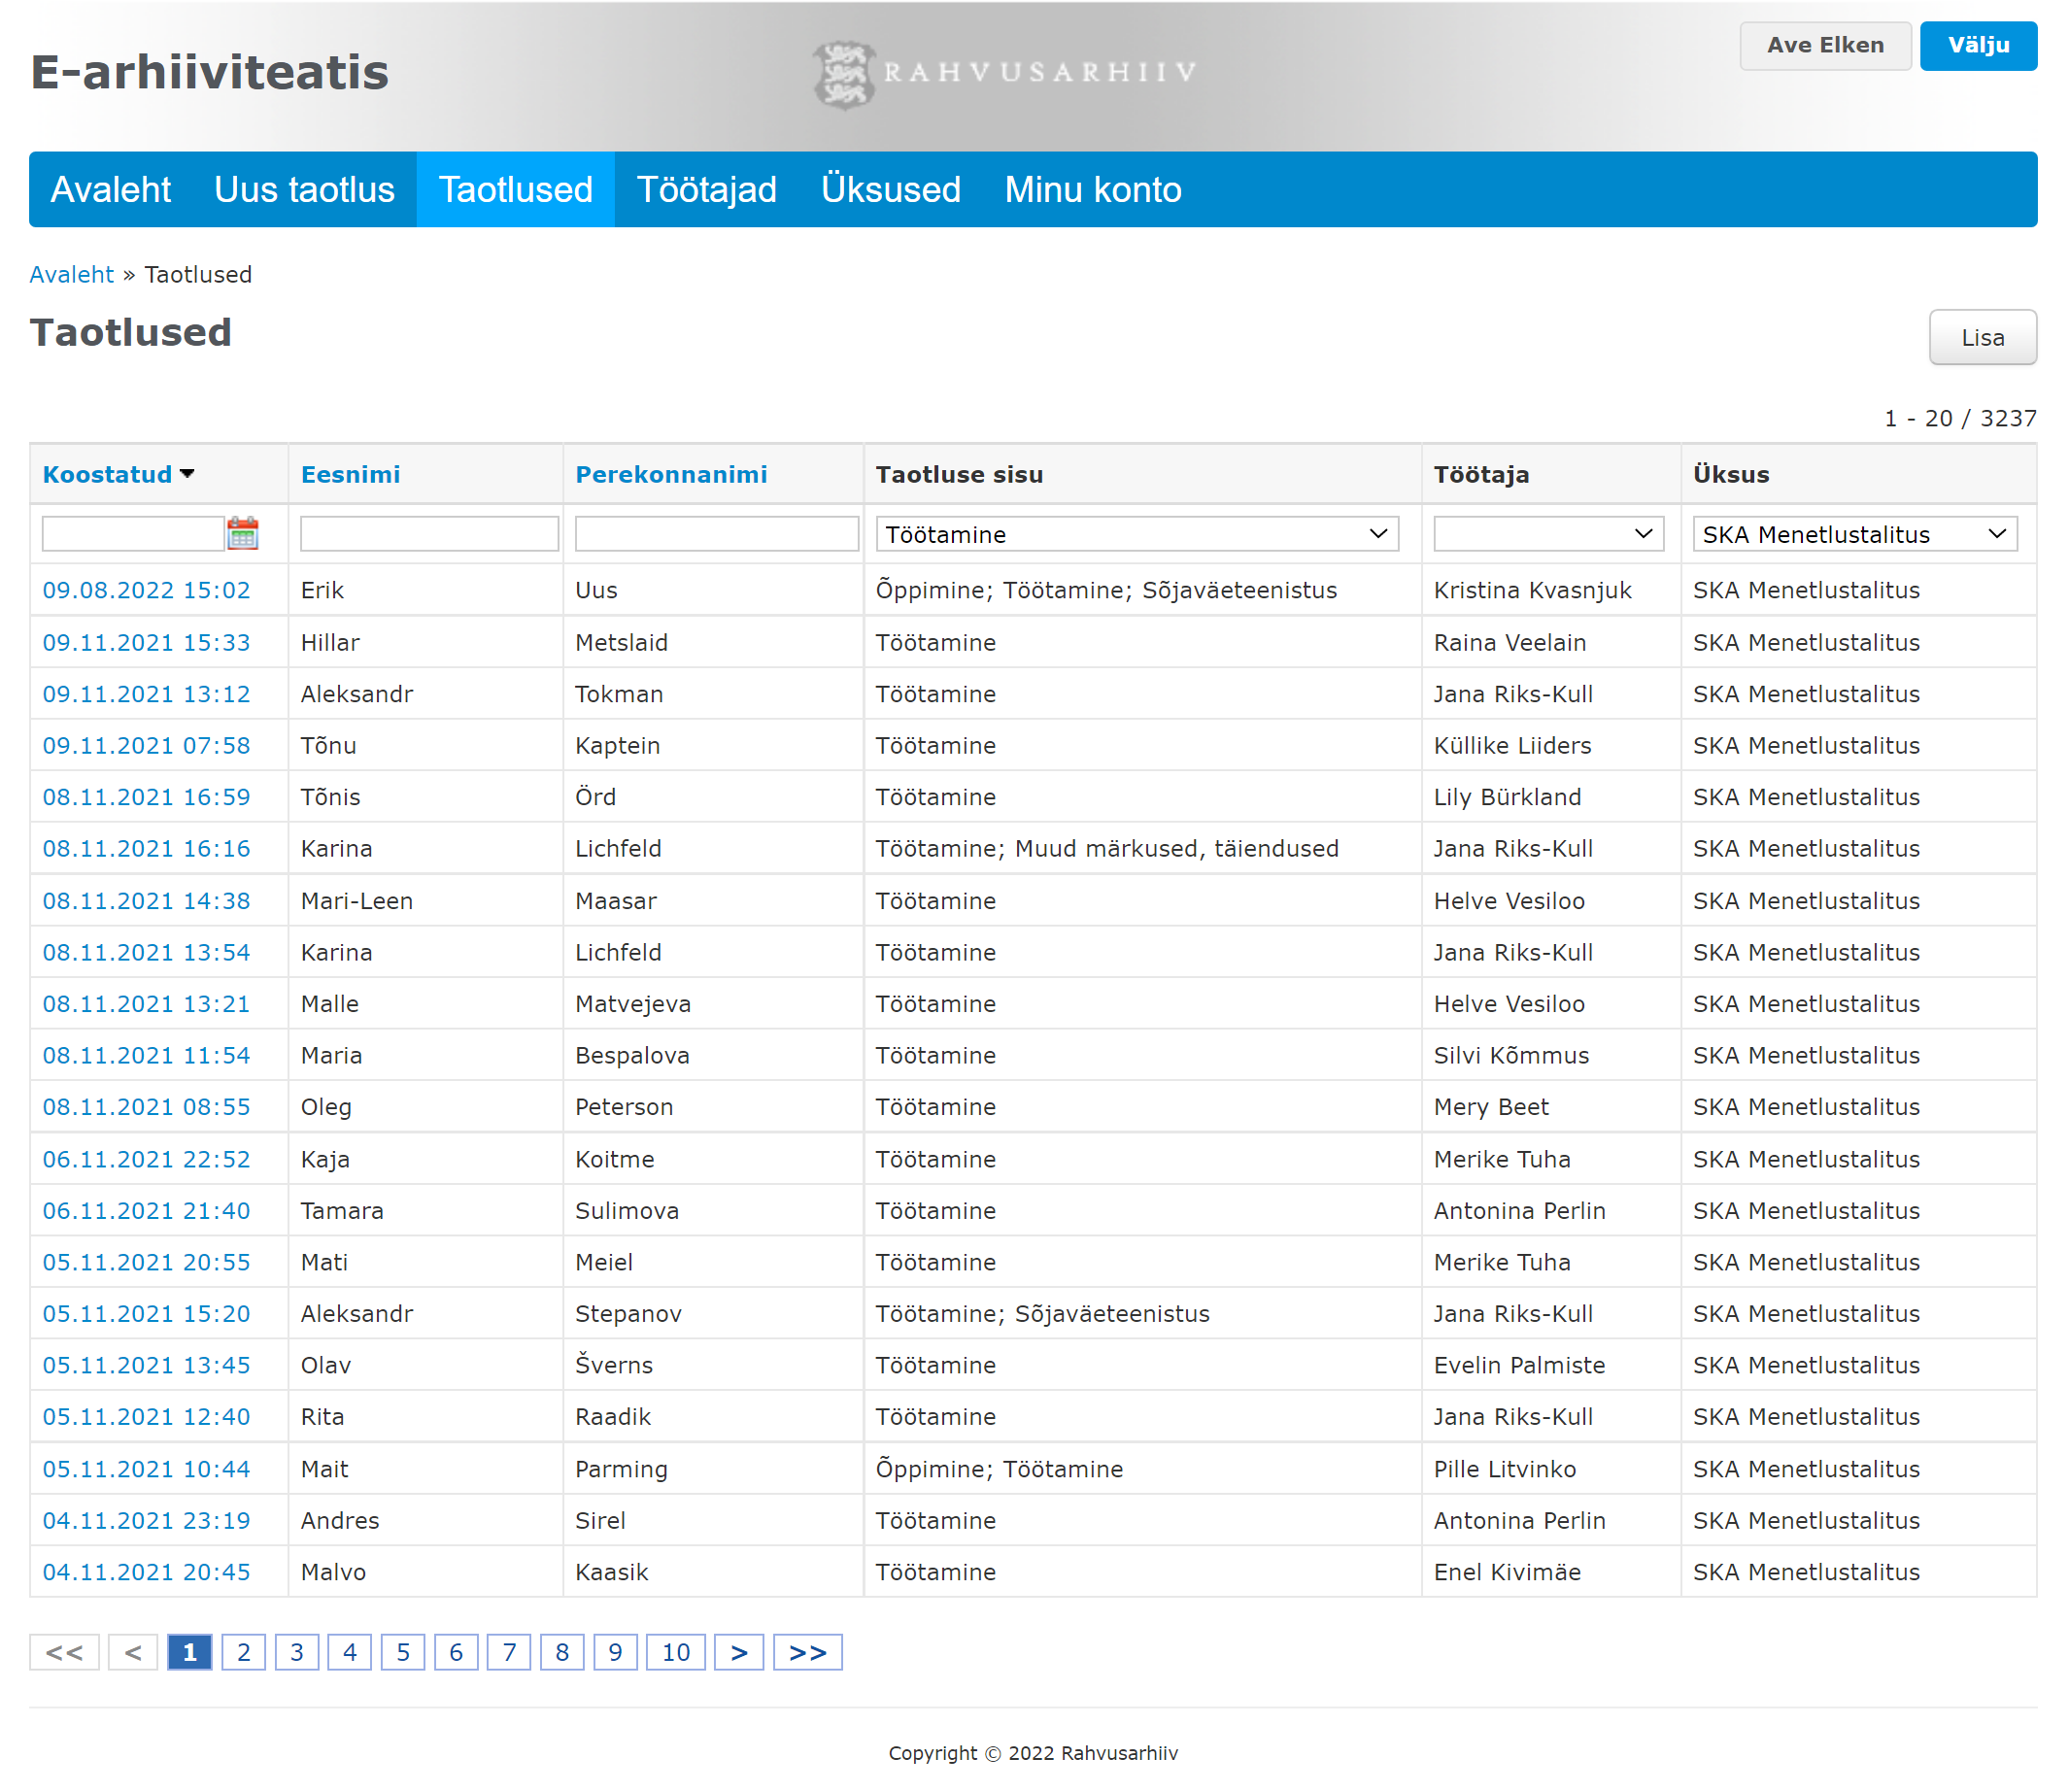 E-arhiiviteatis
RAHVUSARHIIV
Ave Elken Välju
Avaleht Uus taotlus Taotlused Töötajad Üksused Minu konto
Avaleht » Taotlused
Taotlused
Lisa
1 - 20 / 3237
Koostatud Eesnimi Perekonnanimi Taotluse sisu Töötaja Üksus
Töötamine SKA Menetlustalitus
09.08.2022 15:02 Erik Uus Õppimine; Töötamine; Sõjaväeteenistus Kristina Kvasnjuk SKA Menetlustalitus
09.11.2021 15:33 Hillar Metslaid Töötamine Raina Veelain SKA Menetlustalitus
09.11.2021 13:12 Aleksandr Tokman Töötamine Jana Riks-Kull SKA Menetlustalitus
09.11.2021 07:58 Tõnu Kaptein Töötamine Küllike Liiders SKA Menetlustalitus
08.11.2021 16:59 Tõnis Örd Töötamine Lily Bürkland SKA Menetlustalitus
08.11.2021 16:16 Karina Lichfeld Töötamine; Muud märkused, täiendused Jana Riks-Kull SKA Menetlustalitus
08.11.2021 14:38 Mari-Leen Maasar Töötamine Helve Vesiloo SKA Menetlustalitus
08.11.2021 13:54 Karina Lichfeld Töötamine Jana Riks-Kull SKA Menetlustalitus
08.11.2021 13:21 Malle Matvejeva Töötamine Helve Vesiloo SKA Menetlustalitus
08.11.2021 11:54 Maria Bespalova Töötamine Silvi Kõmmus SKA Menetlustalitus
08.11.2021 08:55 Oleg Peterson Töötamine Mery Beet SKA Menetlustalitus
06.11.2021 22:52 Kaja Koitme Töötamine Merike Tuha SKA Menetlustalitus
06.11.2021 21:40 Tamara Sulimova Töötamine Antonina Perlin SKA Menetlustalitus
05.11.2021 20:55 Mati Meiel Töötamine Merike Tuha SKA Menetlustalitus
05.11.2021 15:20 Aleksandr Stepanov Töötamine; Sõjaväeteenistus Jana Riks-Kull SKA Menetlustalitus
05.11.2021 13:45 Olav Šverns Töötamine Evelin Palmiste SKA Menetlustalitus
05.11.2021 12:40 Rita Raadik Töötamine Jana Riks-Kull SKA Menetlustalitus
05.11.2021 10:44 Mait Parming Õppimine; Töötamine Pille Litvinko SKA Menetlustalitus
04.11.2021 23:19 Andres Sirel Töötamine Antonina Perlin SKA Menetlustalitus
04.11.2021 20:45 Malvo Kaasik Töötamine Enel Kivimäe SKA Menetlustalitus
<< < 1 2 3 4 5 6 7 8 9 10 > >>
Copyright © 2022 Rahvusarhiiv